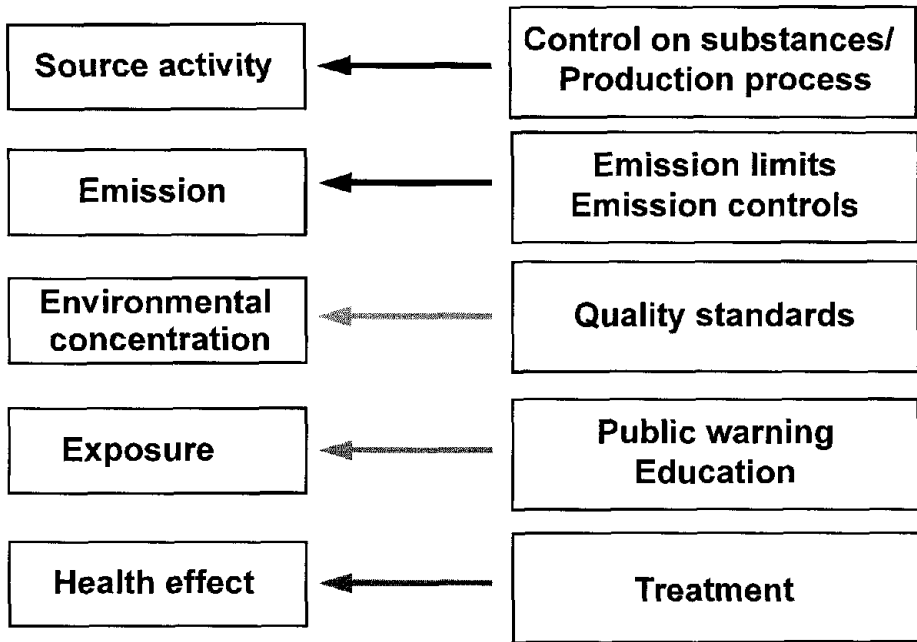 Source activity
Control on substances/
Production process
Emission
Emission limits
Emission controls
Environmental
concentration
Quality standards
Exposure
Public warning
Education
Health effect
Treatment